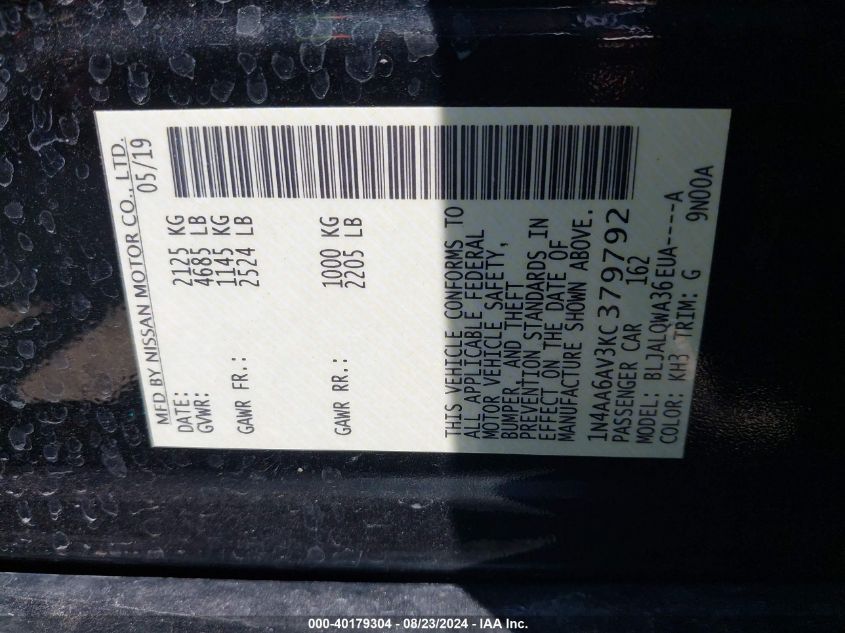 MFD BY NISSAN MOTOR CO., LTD.
DATE: 05/19
GVWR: 2125 KG
4685 LB
GAWR FR.: 1145 KG
2524 LB
GAWR RR.: 1000 KG
2205 LB
THIS VEHICLE CONFORMS TO
ALL APPLICABLE FEDERAL
MOTOR VEHICLE SAFETY,
BUMPER, AND THEFT
PREVENTION STANDARDS IN
EFFECT ON THE DATE OF
MANUFACTURE SHOWN ABOVE.
1N4AA6AV3KC379792
PASSENGER CAR 162
MODEL: BLJALQWA36EUA----A
COLOR: KH3 TRIM: G 9N00A
000-40179304 / 08/23/2024 - IAA Inc.